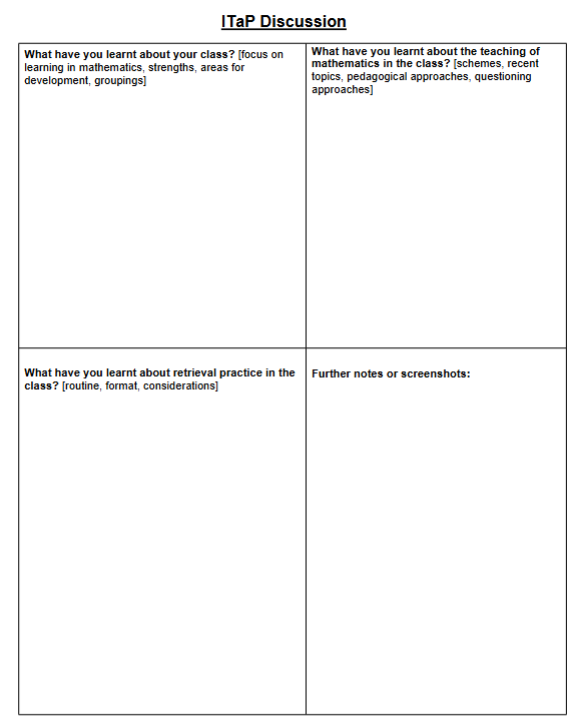 ITaP Discussion
What have you learnt about your class? [focus on
learning in mathematics, strengths, areas for
development, groupings]
What have you learnt about the teaching of
mathematics in the class? [schemes, recent
topics, pedagogical approaches, questioning
approaches]
What have you learnt about retrieval practice in the
class? [routine, format, considerations]
Further notes or screenshots: